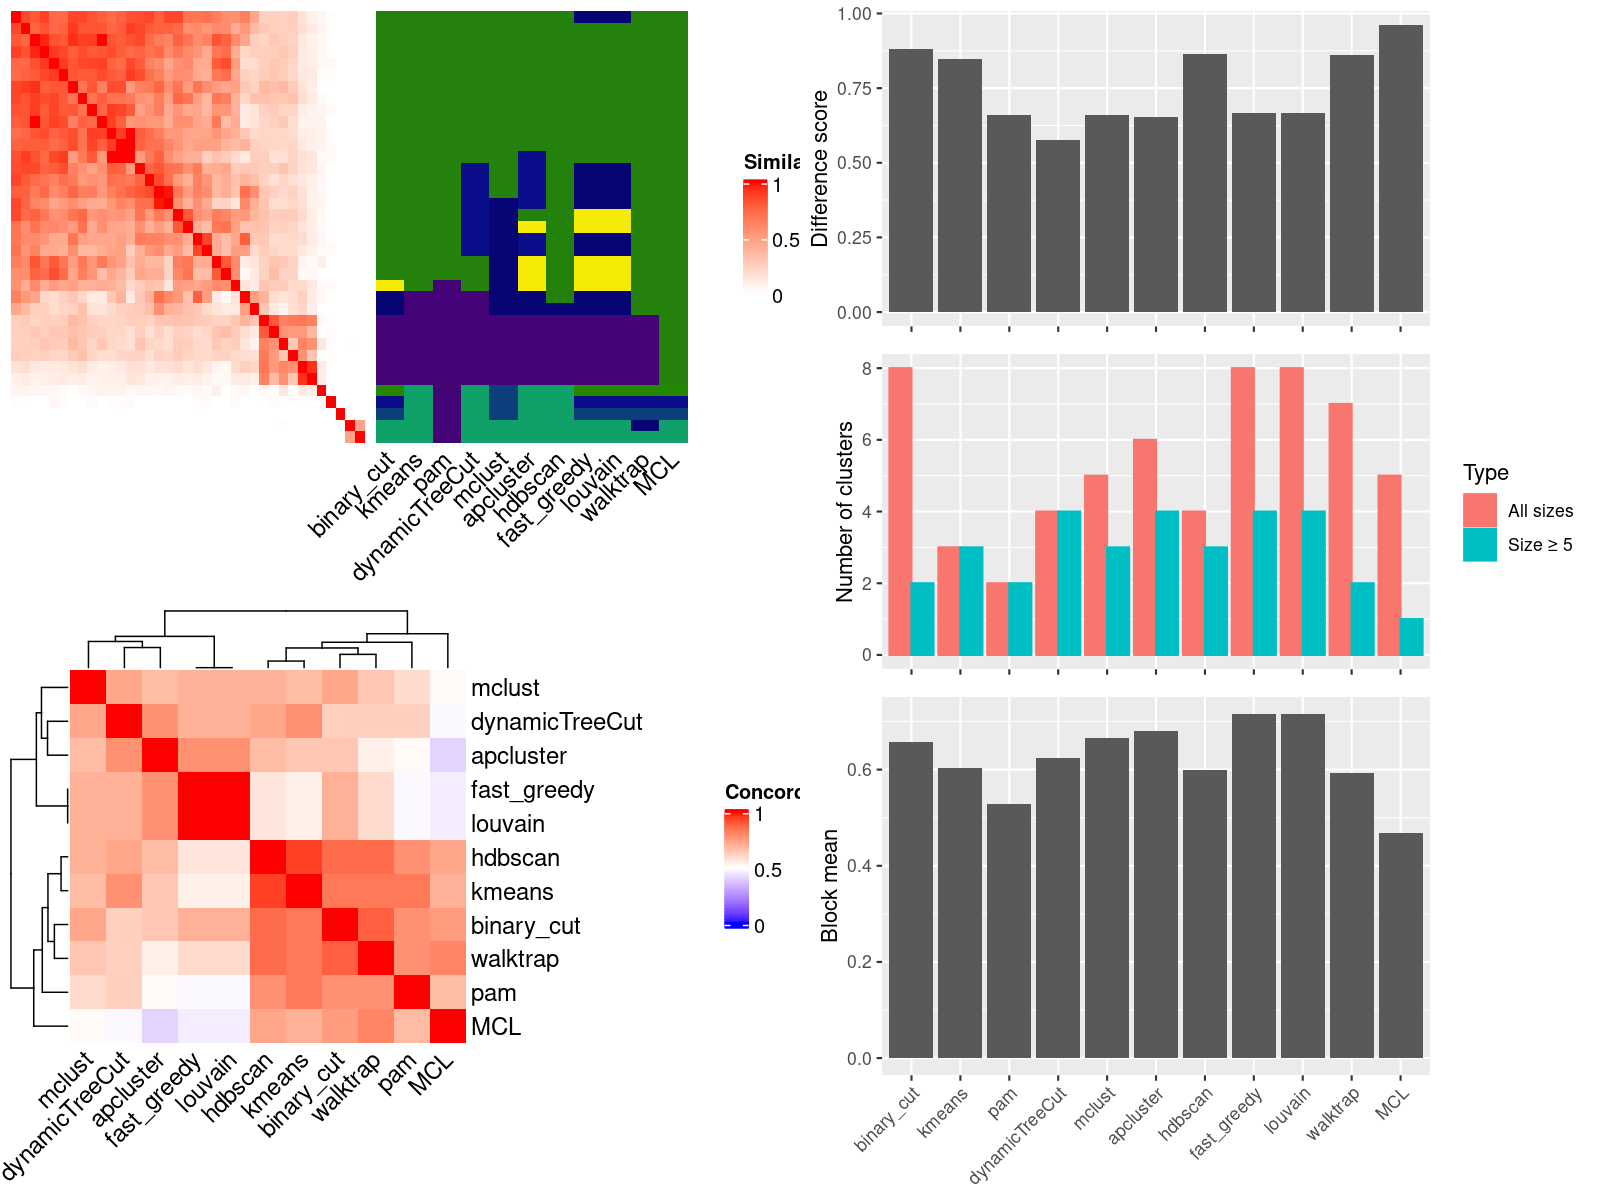 Simila
1
0.5
0
binary_cut
kmeans
pam
dynamicTreeCut
mclust
apcluster
hdbscan
fast_greedy
louvain
walktrap
MCL
mclust
dynamicTreeCut
apcluster
fast_greedy
louvain
hdbscan
kmeans
binary_cut
walktrap
pam
MCL
mclust
dynamicTreeCut
apcluster
fast_greedy
louvain
hdbscan
kmeans
binary_cut
walktrap
pam
MCL
Concord
1
0.5
0
Difference score
1.00
0.75
0.50
0.25
0.00
Number of clusters
8
6
4
2
0
Type
All sizes
Size ≥ 5
Block mean
0.6
0.4
0.2
0.0
binary_cut
kmeans
pam
dynamicTreeCut
mclust
apcluster
hdbscan
fast_greedy
louvain
walktrap
MCL